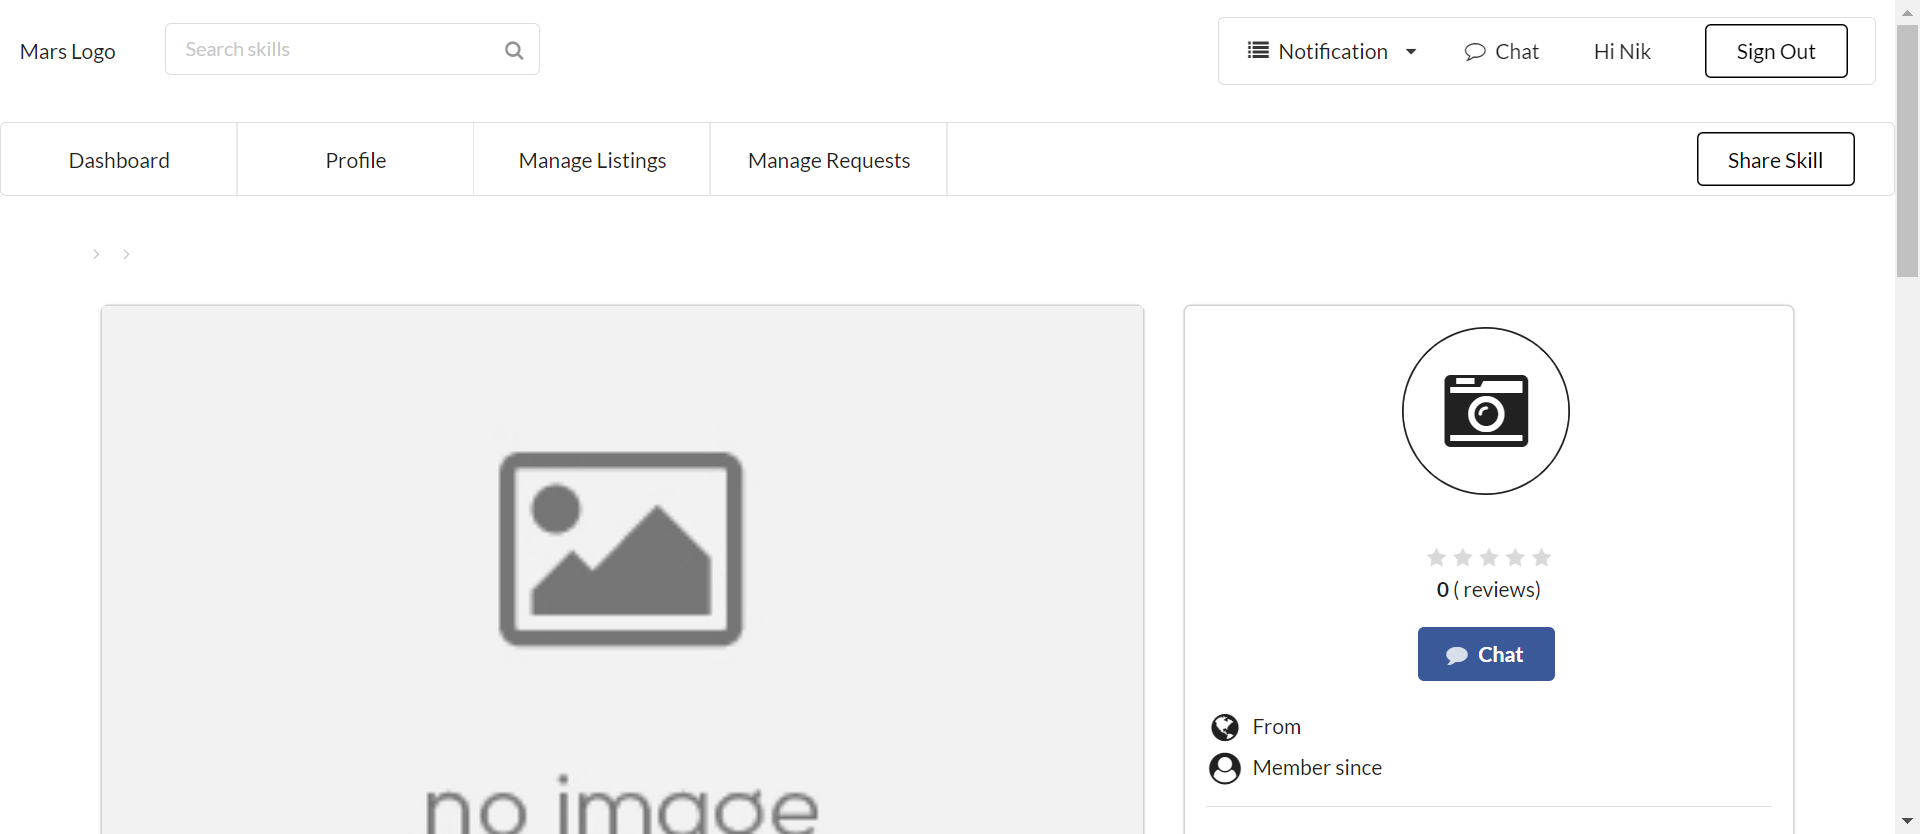 Mars Logo
Search skills
Notification
Chat
Hi Nik
Sign Out
Dashboard
Profile
Manage Listings
Manage Requests
Share Skill
no image
0 ( reviews)
Chat
From
Member since